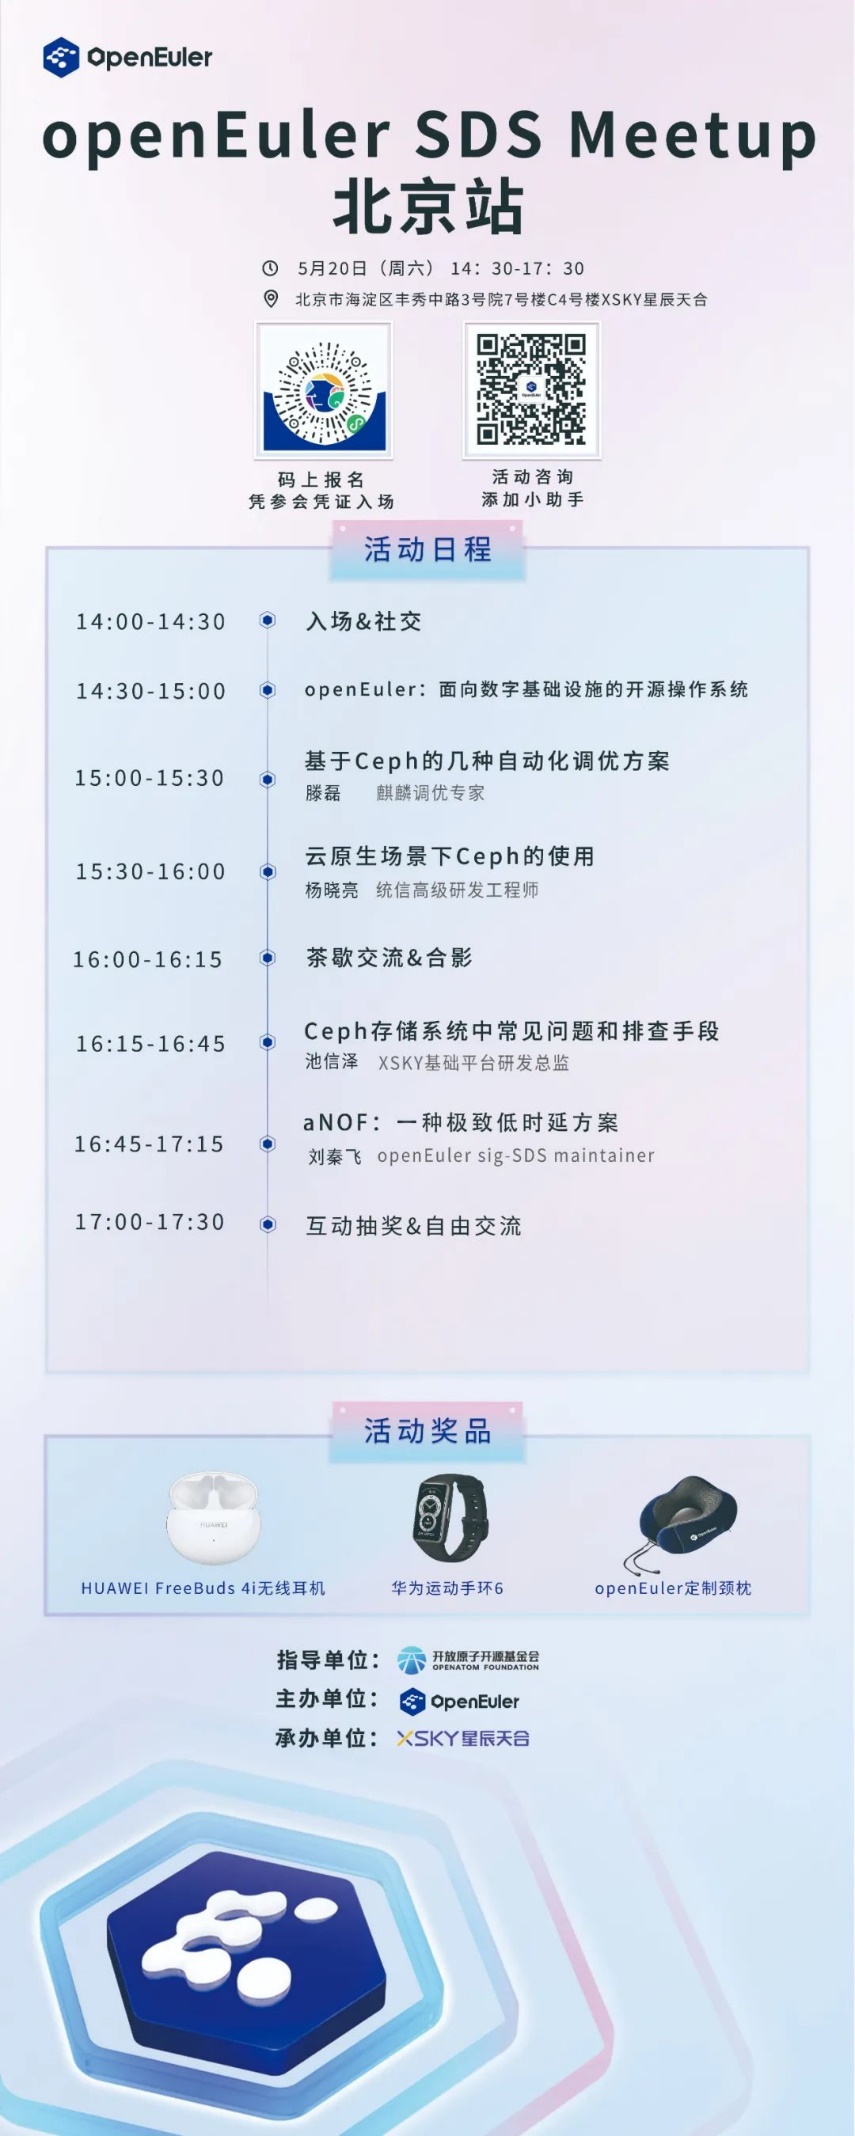 OpenEuler
openEuler SDS Meetup
北京站
5月20日（周六） 14：30-17：30
北京市海淀区丰秀中路3号院7号楼C4号楼XSKY星辰天合
OpenEuler
码上报名
凭参会凭证入场
活动咨询
添加小助手
活动日程
14:00-14:30 入场&社交
14:30-15:00 openEuler：面向数字基础设施的开源操作系统
15:00-15:30 基于Ceph的几种自动化调优方案
滕磊 麒麟调优专家
15:30-16:00 云原生场景下Ceph的使用
杨晓亮 统信高级研发工程师
16:00-16:15 茶歇交流&合影
16:15-16:45 Ceph存储系统中常见问题和排查手段
池信泽 XSKY基础平台研发总监
16:45-17:15 aNOF：一种极致低时延方案
刘秦飞 openEuler sig-SDS maintainer
17:00-17:30 互动抽奖&自由交流
活动奖品
HUAWEI
OpenEuler
HUAWEI FreeBuds 4i无线耳机
华为运动手环6
openEuler定制颈枕
指导单位： 开放原子开源基金会
OPENATOM FOUNDATION
主办单位： OpenEuler
承办单位： XSKY星辰天合